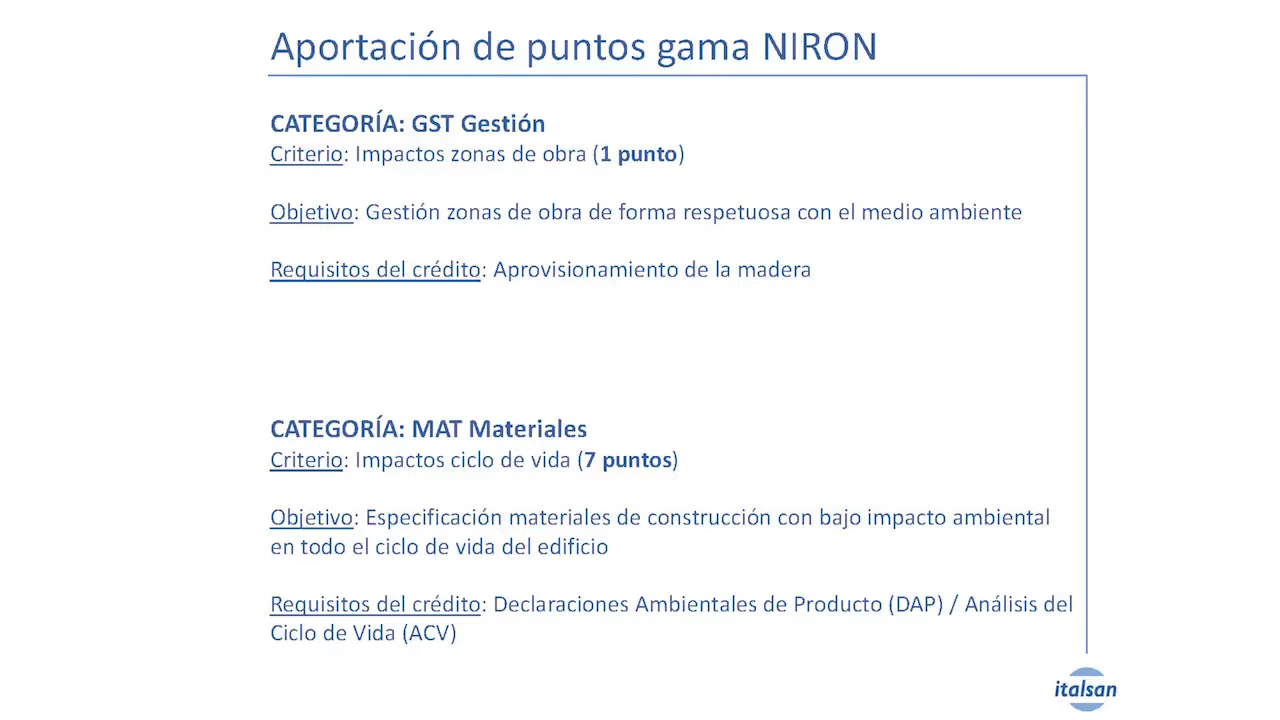 Aportación de puntos gama NIRON
CATEGORÍA: GST Gestión
Criterio: Impactos zonas de obra (1 punto)
Objetivo: Gestión zonas de obra de forma respetuosa con el medio ambiente
Requisitos del crédito: Aprovisionamiento de la madera
CATEGORÍA: MAT Materiales
Criterio: Impactos ciclo de vida (7 puntos)
Objetivo: Especificación materiales de construcción con bajo impacto ambiental
en todo el ciclo de vida del edificio
Requisitos del crédito: Declaraciones Ambientales de Producto (DAP) / Análisis del
Ciclo de Vida (ACV)
italsan